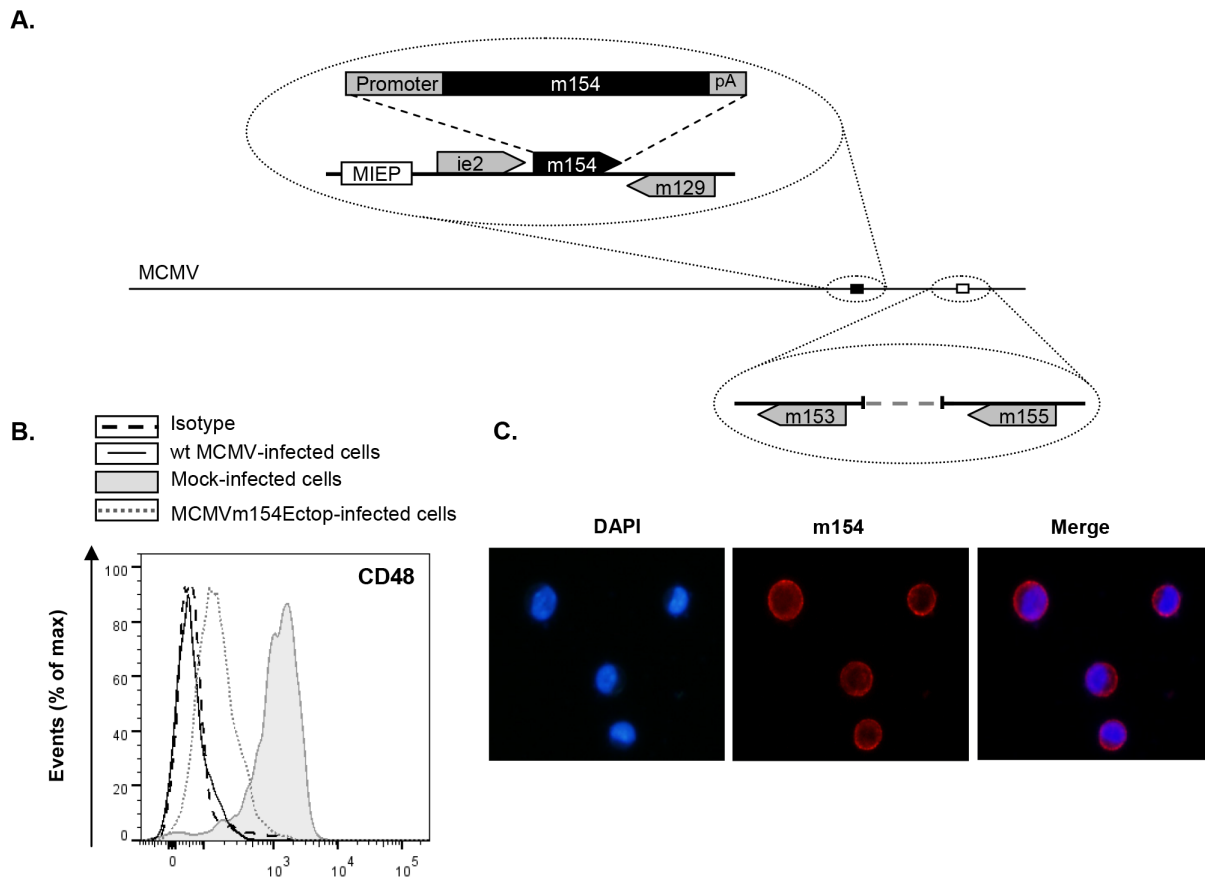 A.
Promoter m154 pA
MIEP ie2 m154 m129
MCMV
m153 m155
B.
Isotype
wt MCMV-infected cells
Mock-infected cells
MCMVm154Ectop-infected cells
CD48
Events (% of max)
100
80
60
40
20
0
0 10³ 10⁴ 10⁵
C.
DAPI m154 Merge